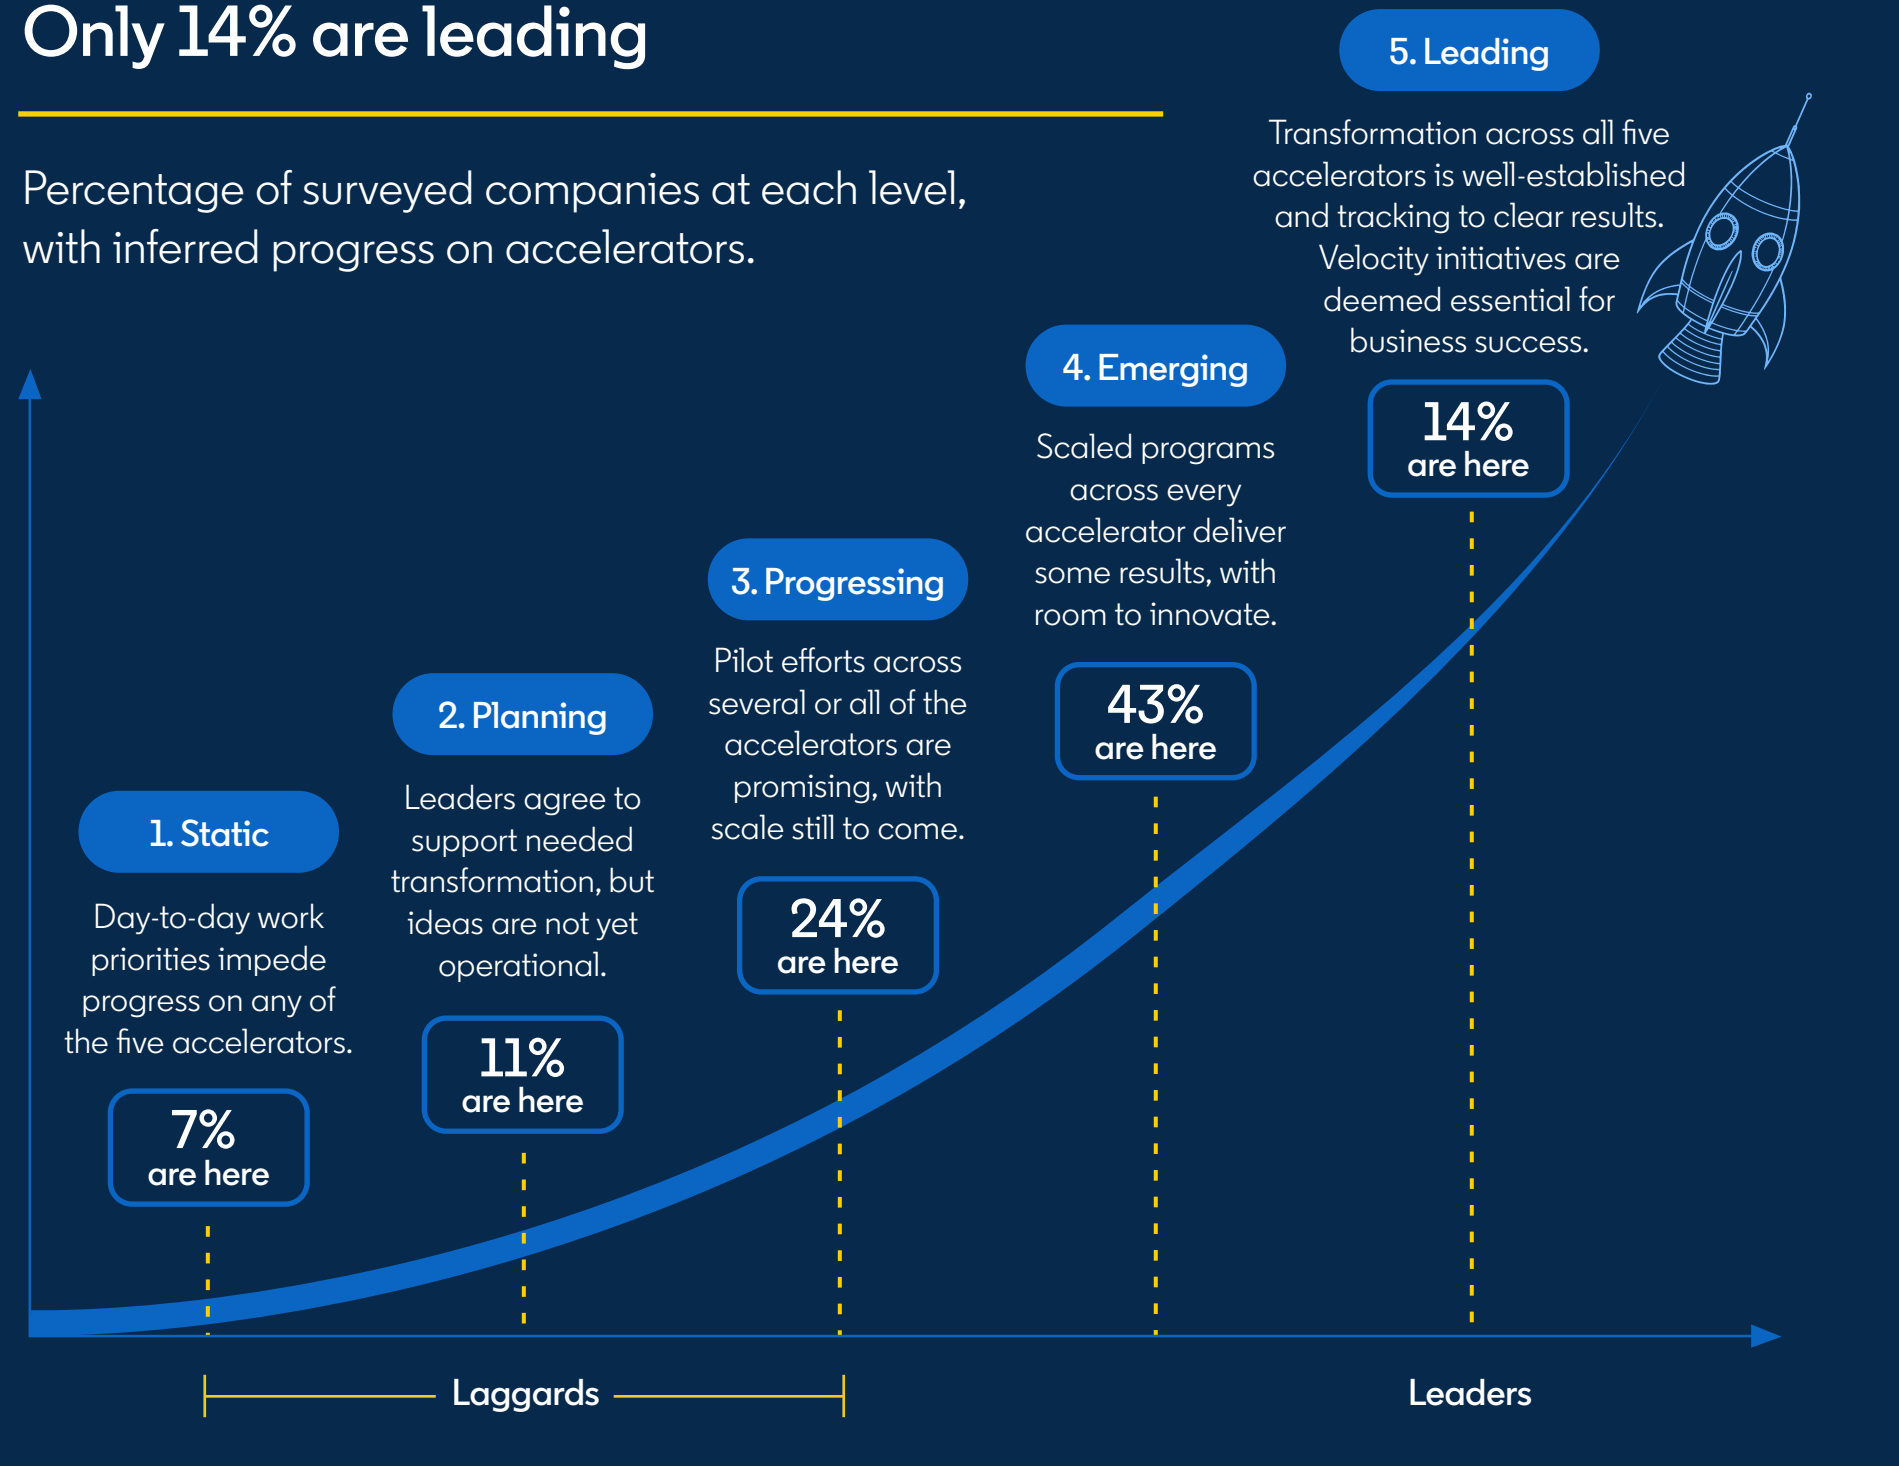 Only 14% are leading
Percentage of surveyed companies at each level,
with inferred progress on accelerators.
1. Static
Day-to-day work
priorities impede
progress on any of
the five accelerators.
7%
are here
2. Planning
Leaders agree to
support needed
transformation, but
ideas are not yet
operational.
11%
are here
3. Progressing
Pilot efforts across
several or all of the
accelerators are
promising, with
scale still to come.
24%
are here
4. Emerging
Scaled programs
across every
accelerator deliver
some results, with
room to innovate.
43%
are here
5. Leading
Transformation across all five
accelerators is well-established
and tracking to clear results.
Velocity initiatives are
deemed essential for
business success.
14%
are here
Laggards
Leaders